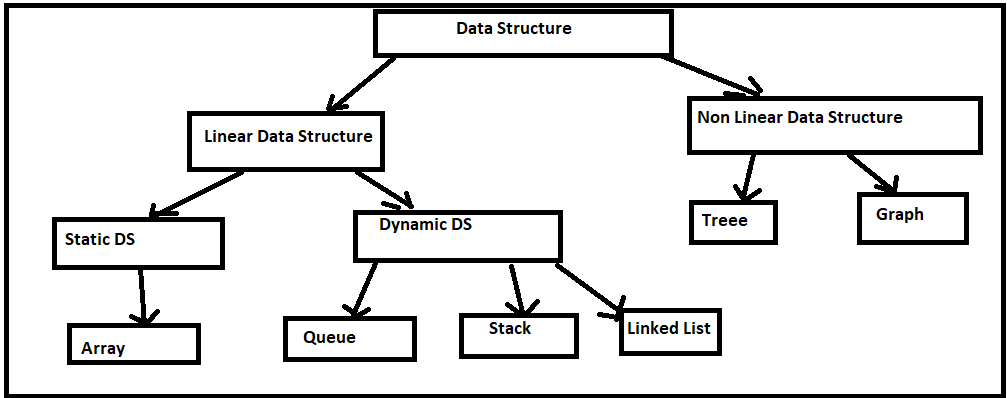 Data Structure
Linear Data Structure
Non Linear Data Structure
Static DS
Dynamic DS
Treee
Graph
Array
Queue
Stack
Linked List